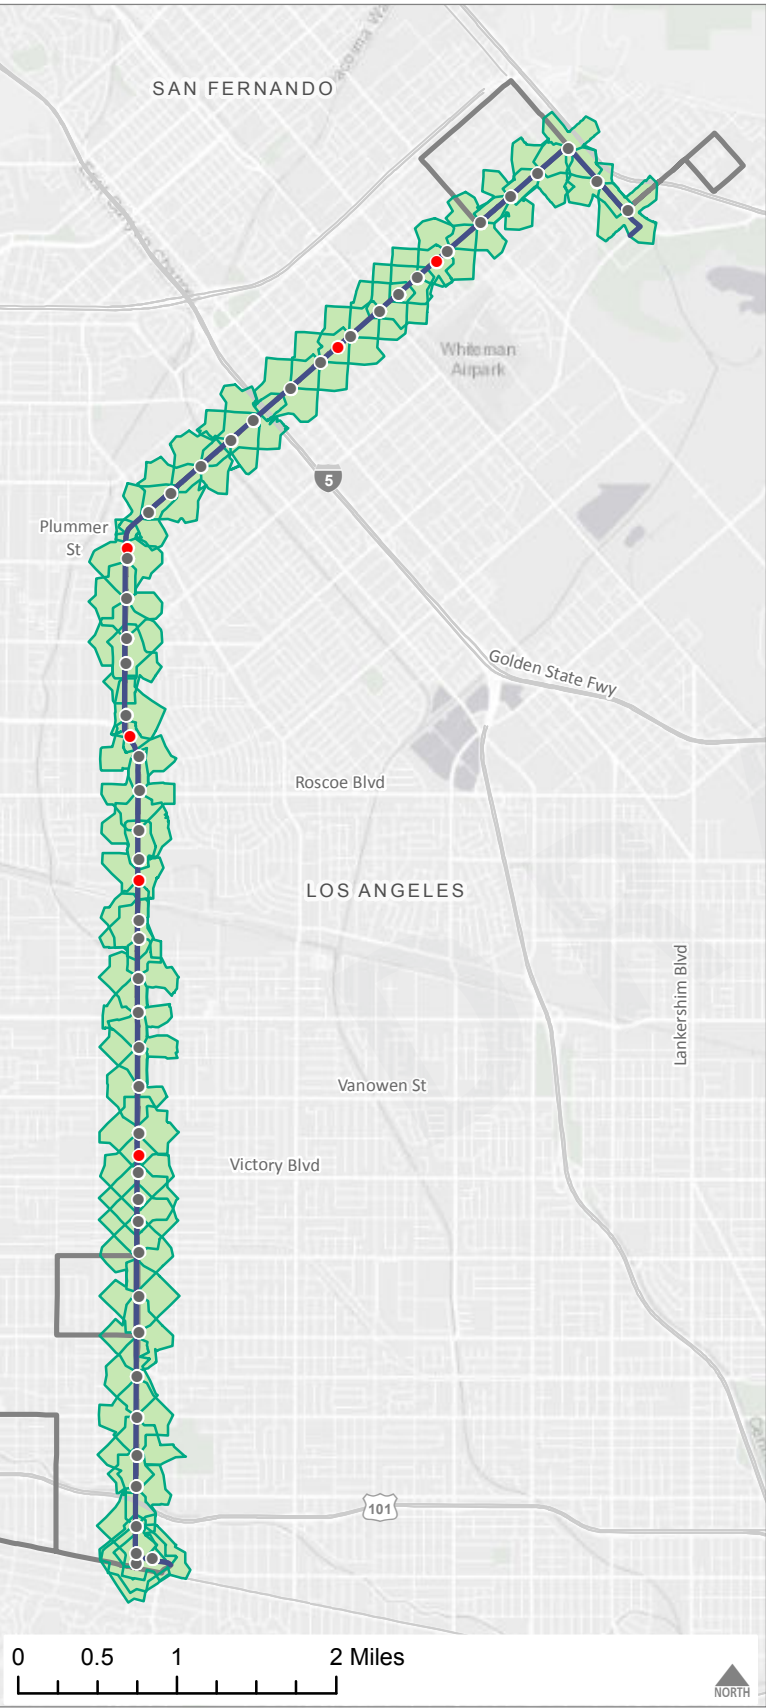 SAN FERNANDO
Whiteman
Airpark
5
Plummer
St
Golden State Fwy
Roscoe Blvd
LOS ANGELES
Lankershim Blvd
Vanowen St
Victory Blvd
101
0 0.5 1 2 Miles
NORTH